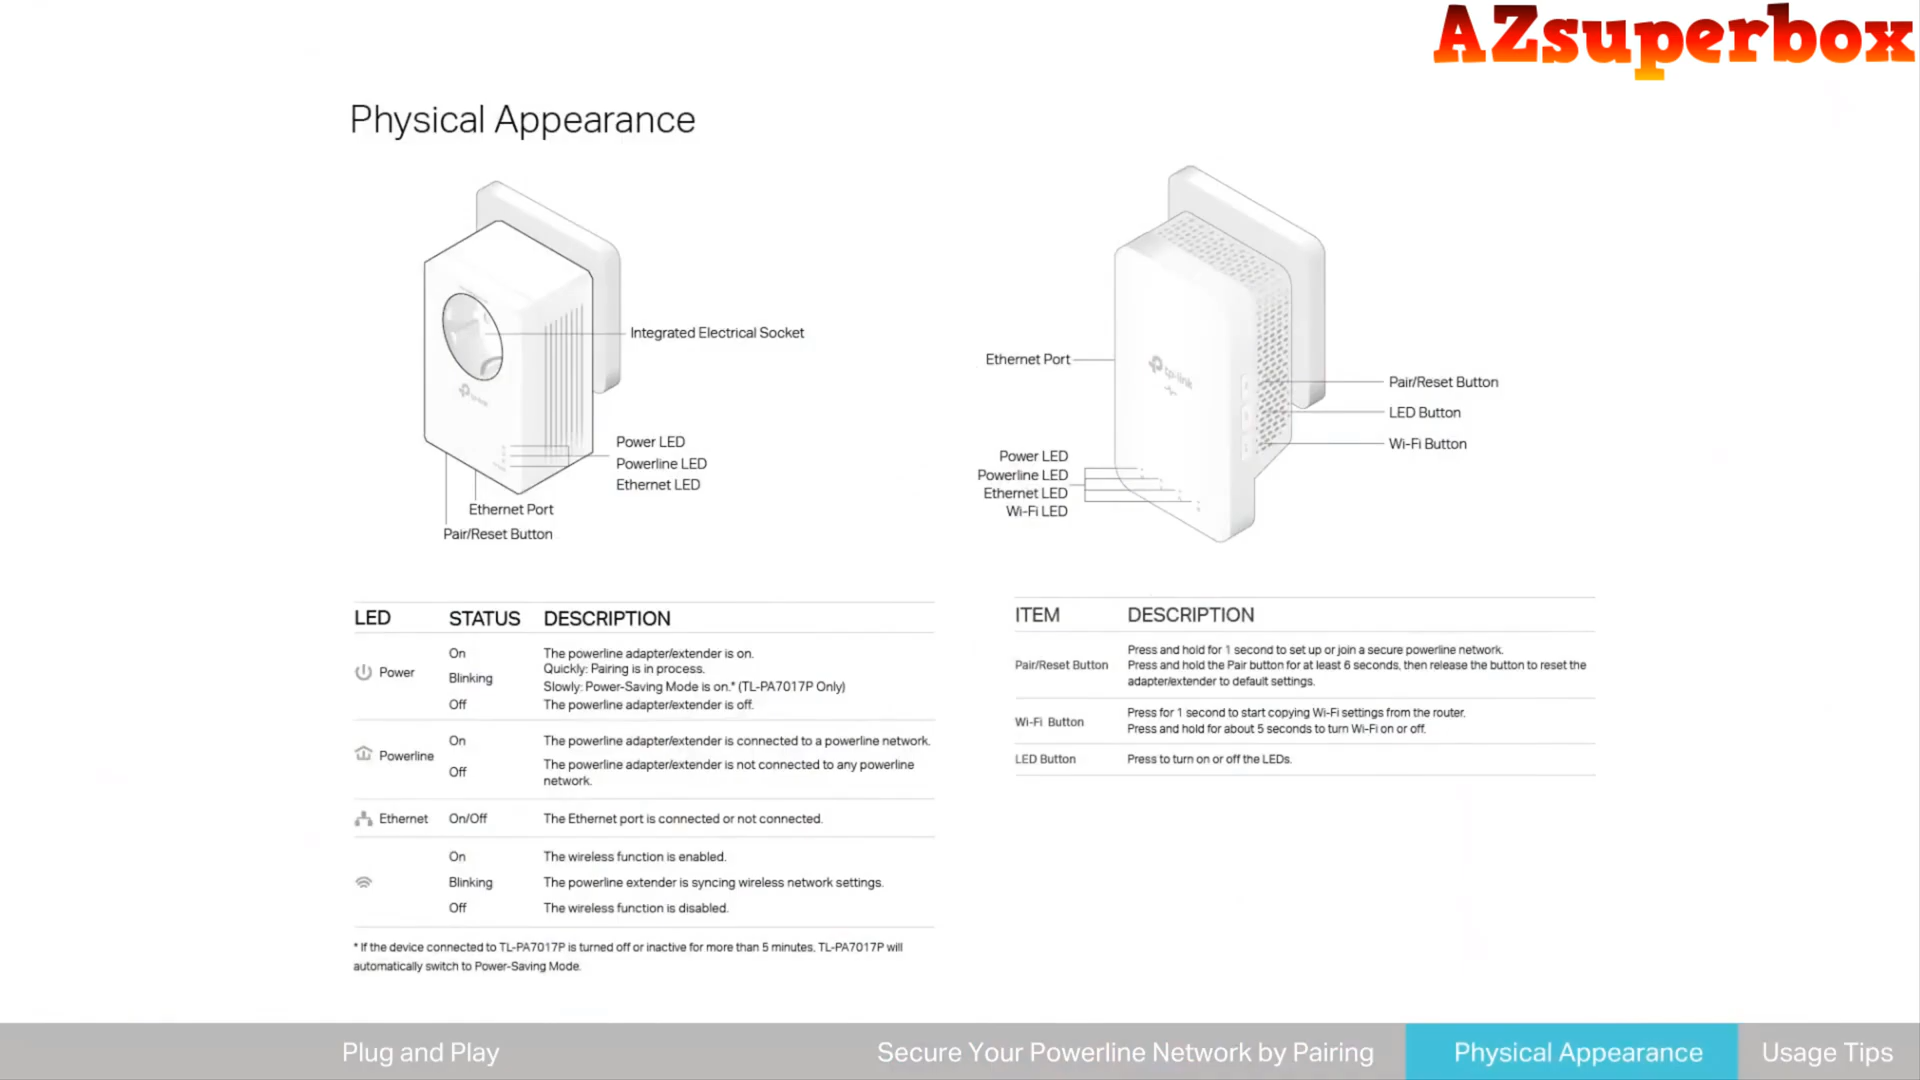 AZsuperbox
Physical Appearance
Integrated Electrical Socket
tp-link
Power LED
Powerline LED
Ethernet LED
Ethernet Port
Pair/Reset Button
Ethernet Port
tp-link
Pair/Reset Button
LED Button
Wi-Fi Button
Power LED
Powerline LED
Ethernet LED
Wi-Fi LED
LED STATUS DESCRIPTION
Power
On The powerline adapter/extender is on.
Blinking Quickly: Pairing is in process.
Slowly: Power-Saving Mode is on.* (TL-PA7017P Only)
Off The powerline adapter/extender is off.
Powerline
On The powerline adapter/extender is connected to a powerline network.
Off The powerline adapter/extender is not connected to any powerline
network.
Ethernet On/Off The Ethernet port is connected or not connected.
On The wireless function is enabled.
Blinking The powerline extender is syncing wireless network settings.
Off The wireless function is disabled.
* If the device connected to TL-PA7017P is turned off or inactive for more than 5 minutes, TL-PA7017P will
automatically switch to Power-Saving Mode.
ITEM DESCRIPTION
Pair/Reset Button
Press and hold for 1 second to set up or join a secure powerline network.
Press and hold the Pair button for at least 6 seconds, then release the button to reset the
adapter/extender to default settings.
Wi-Fi Button
Press for 1 second to start copying Wi-Fi settings from the router.
Press and hold for about 5 seconds to turn Wi-Fi on or off.
LED Button Press to turn on or off the LEDs.
Plug and Play Secure Your Powerline Network by Pairing Physical Appearance Usage Tips